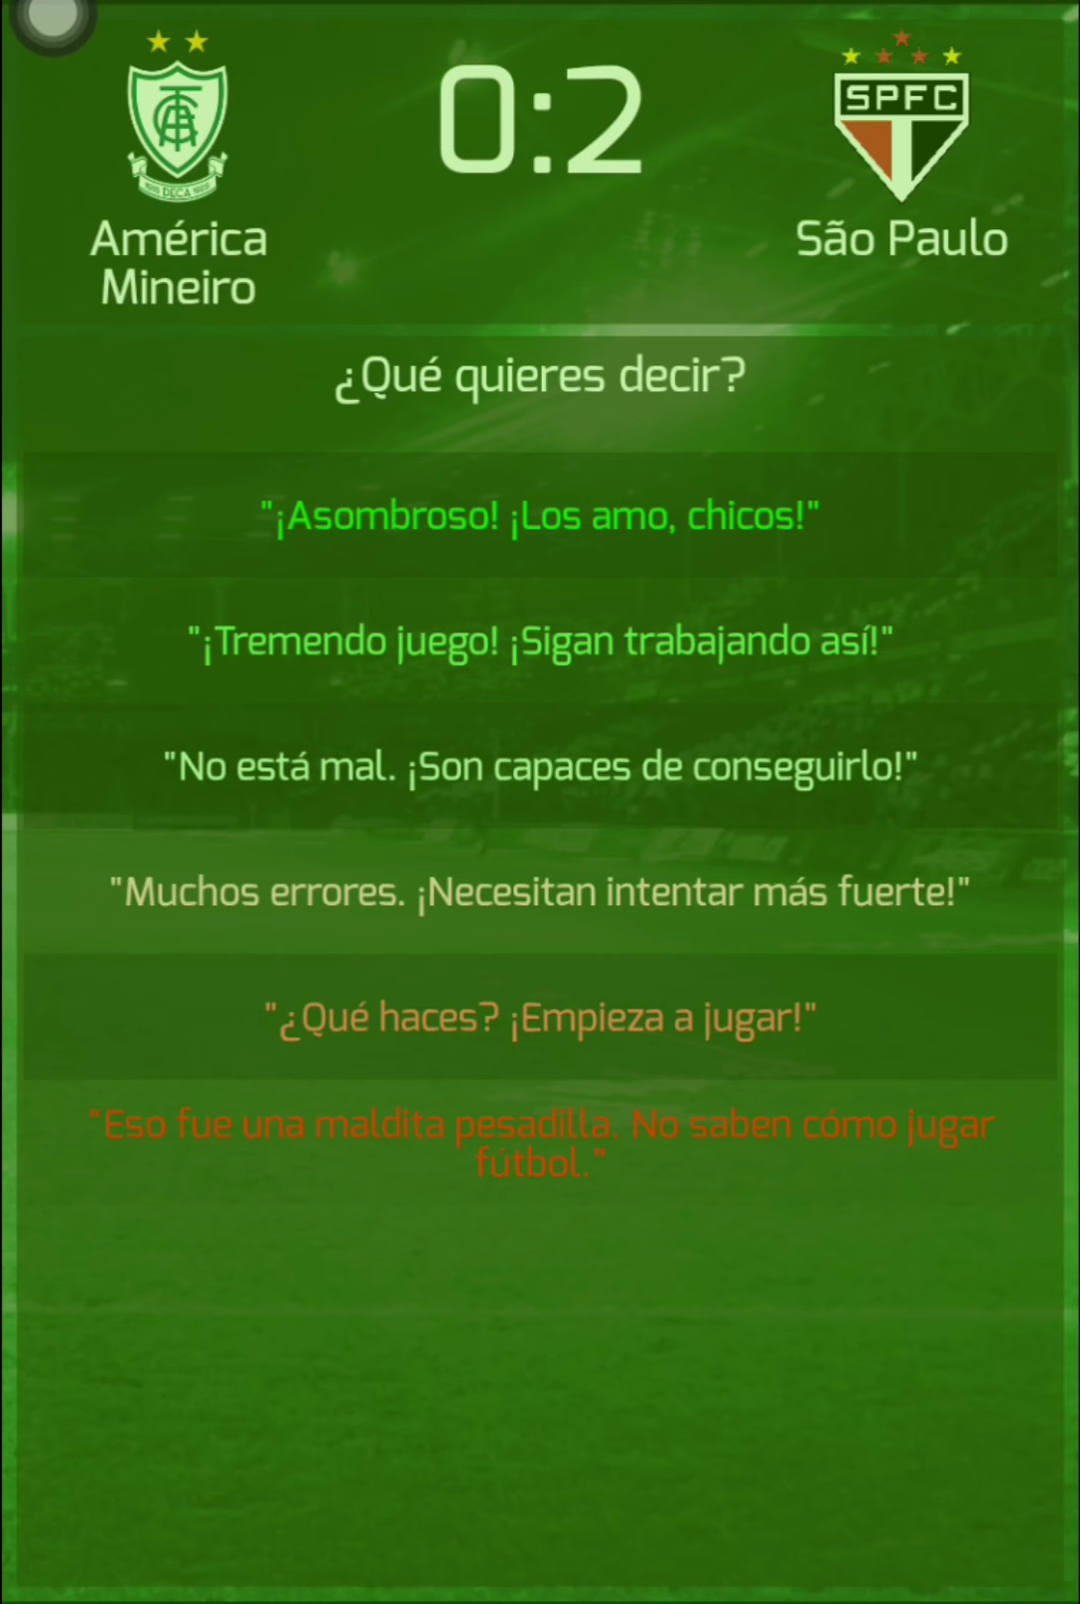 0:2
SPFC
DECA
América
Mineiro
São Paulo
¿Qué quieres decir?
"¡Asombroso! ¡Los amo, chicos!"
"¡Tremendo juego! ¡Sigan trabajando así!"
"No está mal. ¡Son capaces de conseguirlo!"
"Muchos errores. ¡Necesitan intentar más fuerte!"
"¿Qué haces? ¡Empieza a jugar!"
"Eso fue una maldita pesadilla. No saben cómo jugar
fútbol."